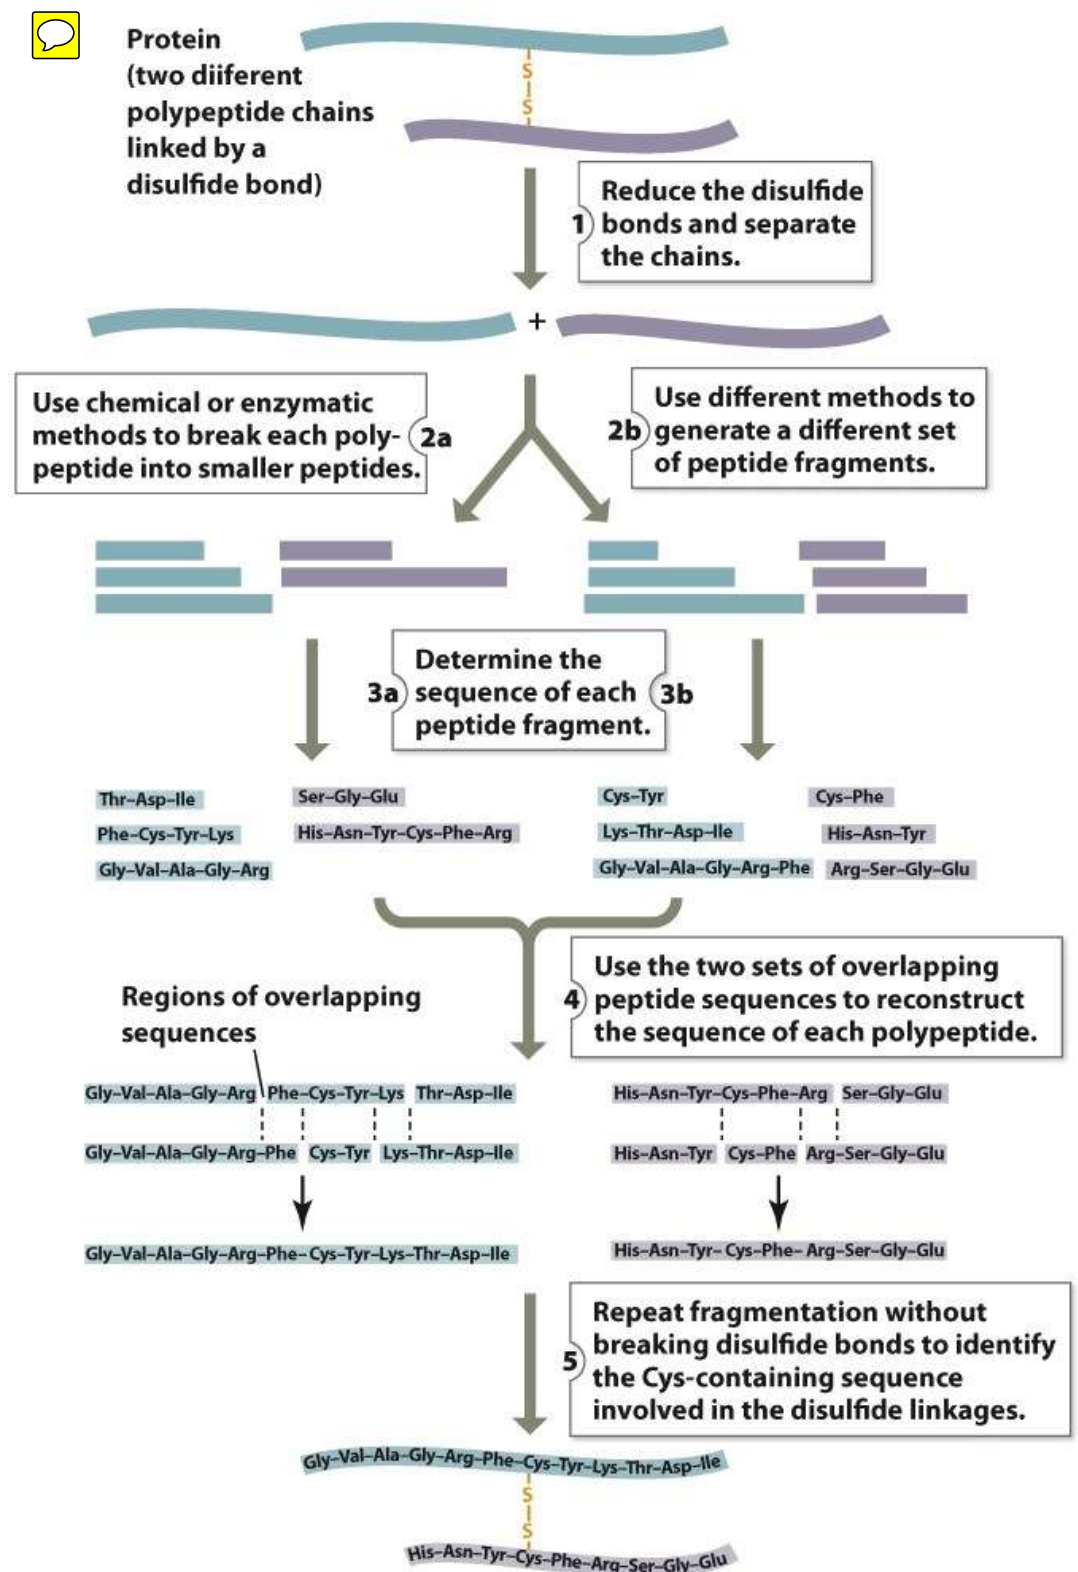 Protein
(two diiferent
polypeptide chains
linked by a
disulfide bond)
S
S
1
Reduce the disulfide
bonds and separate
the chains.
+
Use chemical or enzymatic
methods to break each poly-
peptide into smaller peptides.
2a
2b
Use different methods to
generate a different set
of peptide fragments.
3a
Determine the
sequence of each
peptide fragment.
3b
Thr–Asp–Ile
Phe–Cys–Tyr–Lys
Gly–Val–Ala–Gly–Arg
Ser–Gly–Glu
His–Asn–Tyr–Cys–Phe–Arg
Cys–Tyr
Lys–Thr–Asp–Ile
Gly–Val–Ala–Gly–Arg–Phe
Cys–Phe
His–Asn–Tyr
Arg–Ser–Gly–Glu
4
Use the two sets of overlapping
peptide sequences to reconstruct
the sequence of each polypeptide.
Regions of overlapping
sequences
Gly–Val–Ala–Gly–Arg Phe–Cys–Tyr–Lys Thr–Asp–Ile
Gly–Val–Ala–Gly–Arg–Phe Cys–Tyr Lys–Thr–Asp–Ile
Gly–Val–Ala–Gly–Arg–Phe–Cys–Tyr–Lys–Thr–Asp–Ile
His–Asn–Tyr–Cys–Phe–Arg Ser–Gly–Glu
His–Asn–Tyr Cys–Phe Arg–Ser–Gly–Glu
His–Asn–Tyr–Cys–Phe–Arg–Ser–Gly–Glu
5
Repeat fragmentation without
breaking disulfide bonds to identify
the Cys-containing sequence
involved in the disulfide linkages.
Gly–Val–Ala–Gly–Arg–Phe–Cys–Tyr–Lys–Thr–Asp–Ile
S
S
His–Asn–Tyr–Cys–Phe–Arg–Ser–Gly–Glu